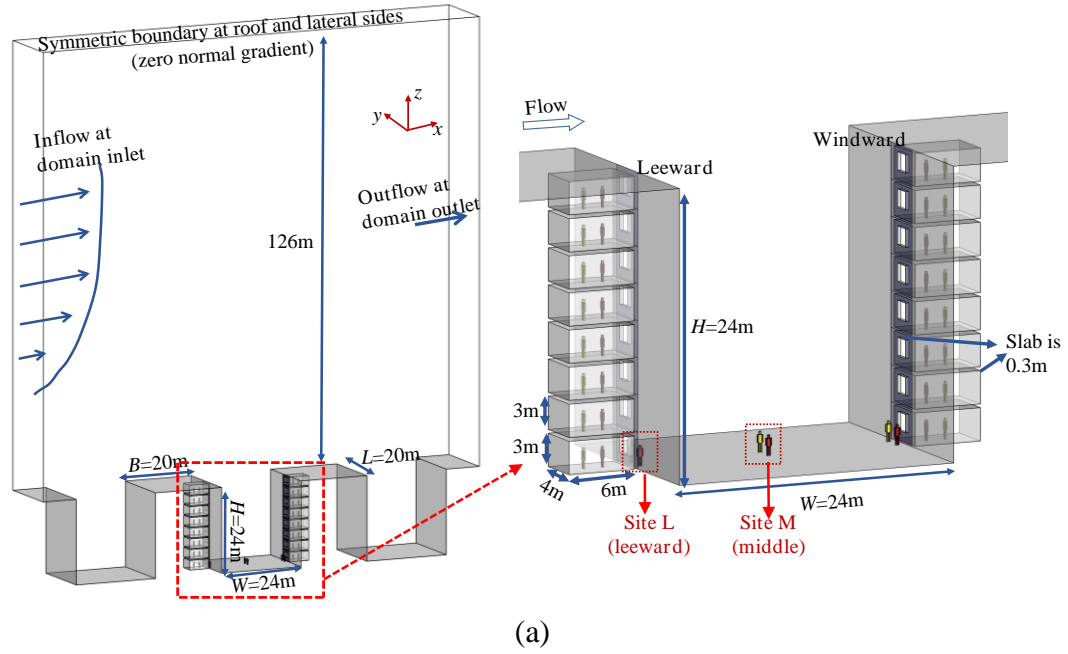 Symmetric boundary at roof and lateral sides
(zero normal gradient)
z
y
x
Inflow at
domain inlet
Outflow at
domain outlet
126m
B=20m
L=20m
H=24m
W=24m
Flow
Leeward
Windward
H=24m
Slab is
0.3m
3m
3m
4m
6m
W=24m
Site L
(leeward)
Site M
(middle)
(a)